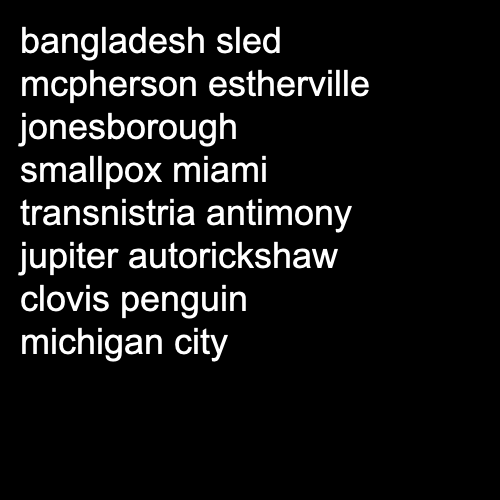 bangladesh sled
mcpherson estherville
jonesborough
smallpox miami
transnistria antimony
jupiter autorickshaw
clovis penguin
michigan city